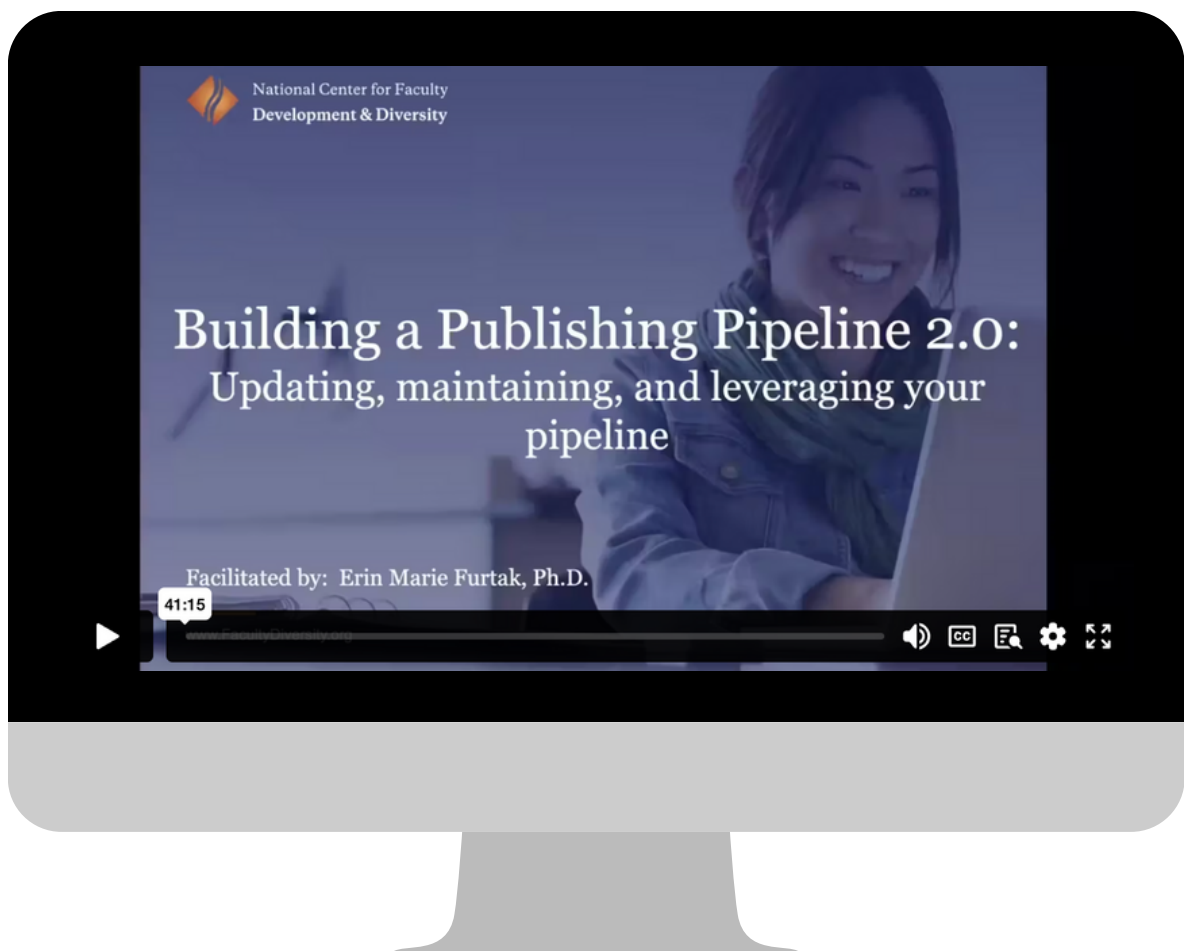 National Center for Faculty
Development & Diversity
Building a Publishing Pipeline 2.0:
Updating, maintaining, and leveraging your
pipeline
Facilitated by: Erin Marie Furtak, Ph.D.
41:15
www.FacultyDiversity.org
CC